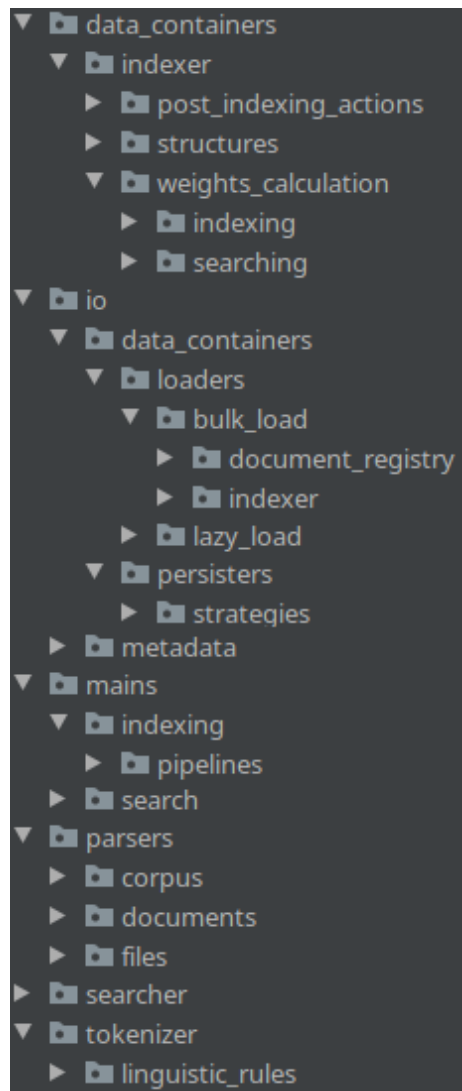 data_containers
indexer
post_indexing_actions
structures
weights_calculation
indexing
searching
io
data_containers
loaders
bulk_load
document_registry
indexer
lazy_load
persisters
strategies
metadata
mains
indexing
pipelines
search
parsers
corpus
documents
files
searcher
tokenizer
linguistic_rules